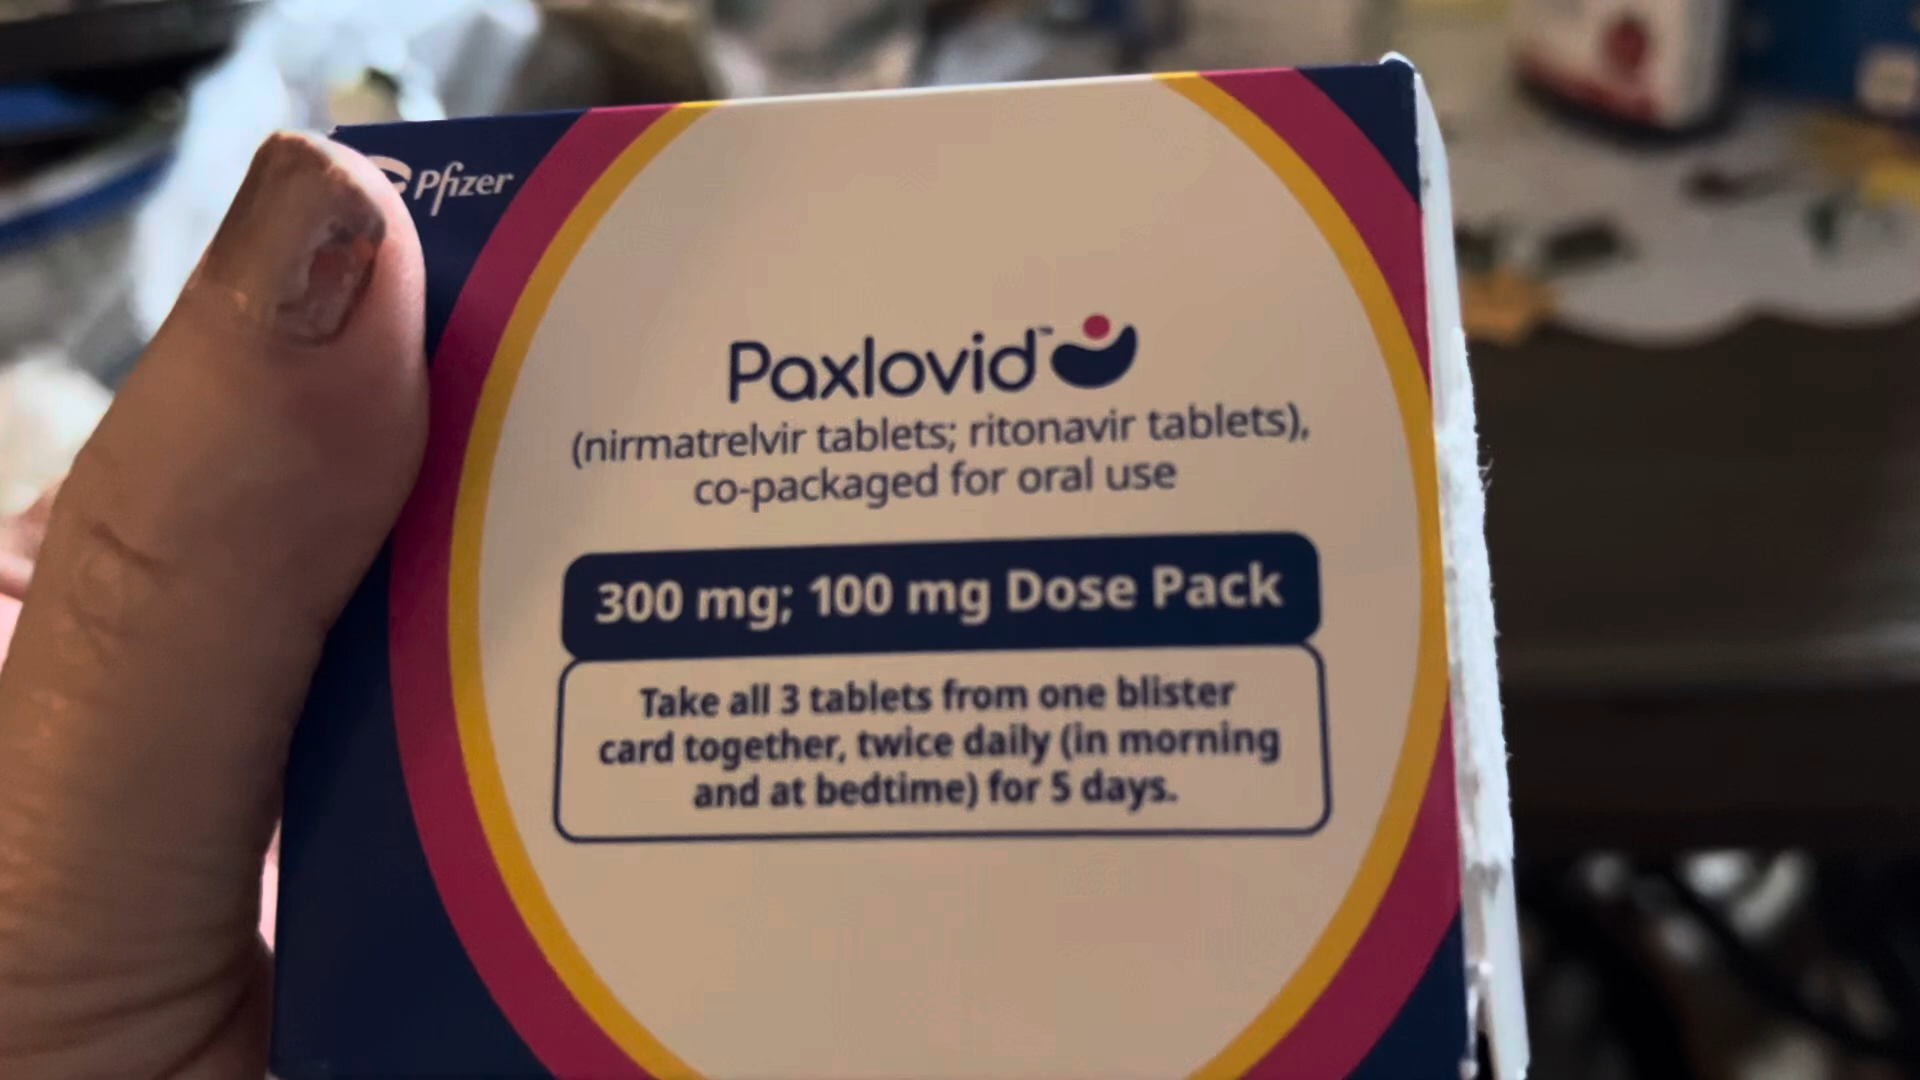 Pfizer
Paxlovid™
(nirmatrelvir tablets; ritonavir tablets),
co-packaged for oral use
300 mg; 100 mg Dose Pack
Take all 3 tablets from one blister
card together, twice daily (in morning
and at bedtime) for 5 days.